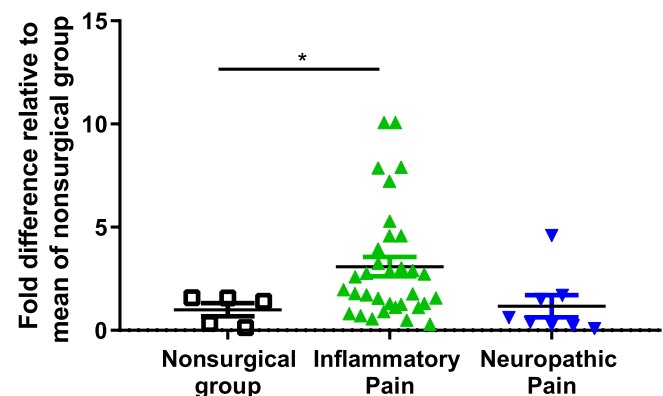 Fold difference relative to
mean of nonsurgical group
15
10
5
0
*
Nonsurgical
group
Inflammatory
Pain
Neuropathic
Pain